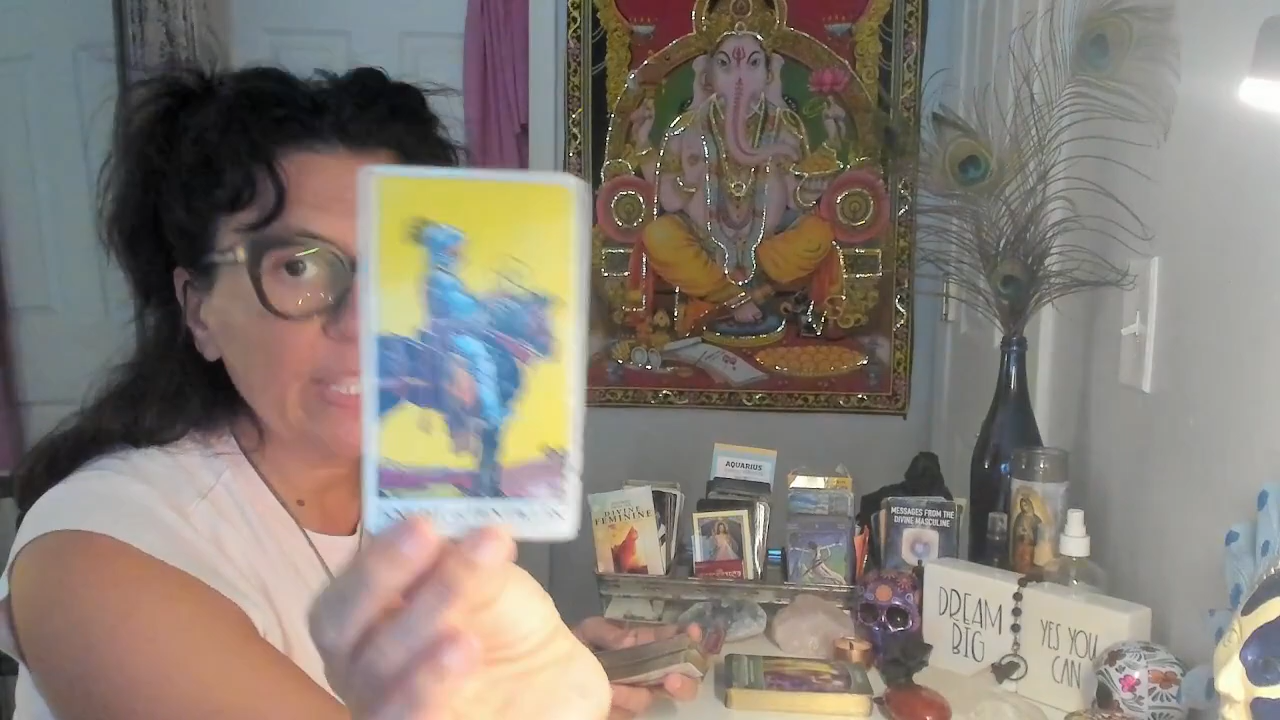 AQUARIUS
DIVINE
FEMININE
MESSAGES FROM THE
DIVINE MASCULINE
DREAM
BIG
YES YOU
CAN